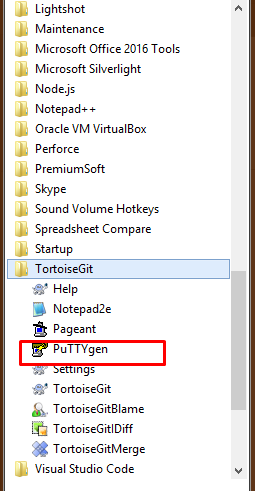 Lightshot
Maintenance
Microsoft Office 2016 Tools
Microsoft Silverlight
Node.js
Notepad++
Oracle VM VirtualBox
Perforce
PremiumSoft
Skype
Sound Volume Hotkeys
Spreadsheet Compare
Startup
TortoiseGit
Help
Notepad2e
Pageant
PuTTYgen
Settings
TortoiseGit
TortoiseGitBlame
TortoiseGitIDiff
TortoiseGitMerge
Visual Studio Code